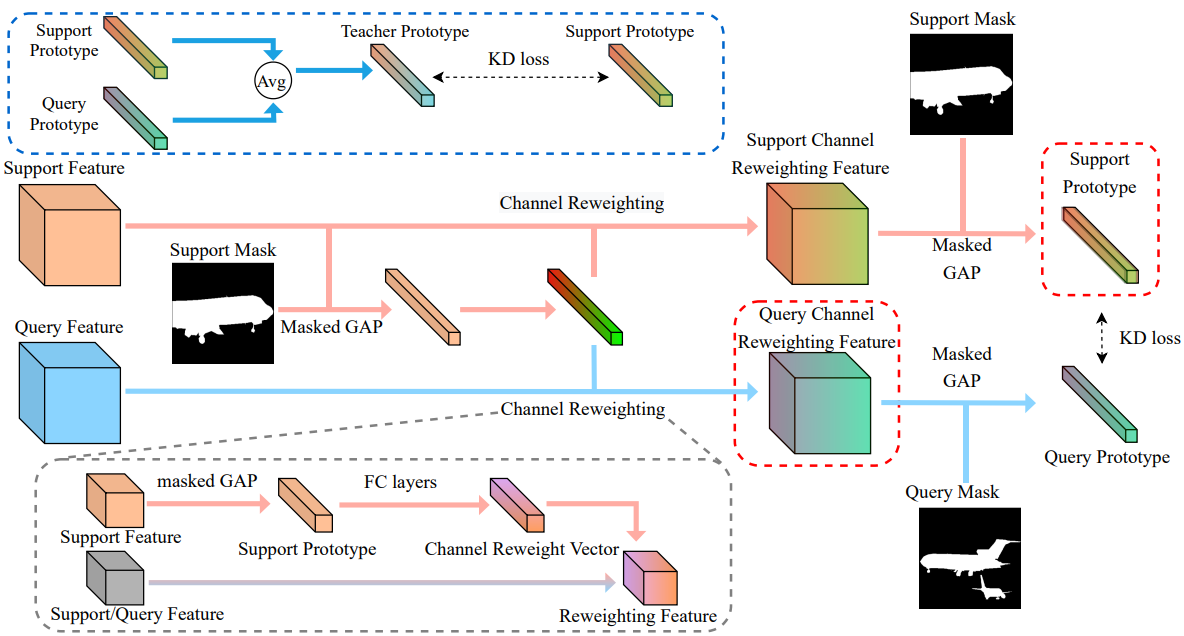 Support
Prototype
Teacher Prototype
Support Prototype
KD loss
Avg
Query
Prototype
Support Mask
Support Feature
Support Channel
Reweighting Feature
Support
Prototype
Channel Reweighting
Support Mask
Masked GAP
Masked
GAP
Query Feature
Query Channel
Reweighting Feature
Masked
GAP
KD loss
Channel Reweighting
Query Prototype
Query Mask
masked GAP
FC layers
Support Feature
Support Prototype
Channel Reweight Vector
Support/Query Feature
Reweighting Feature